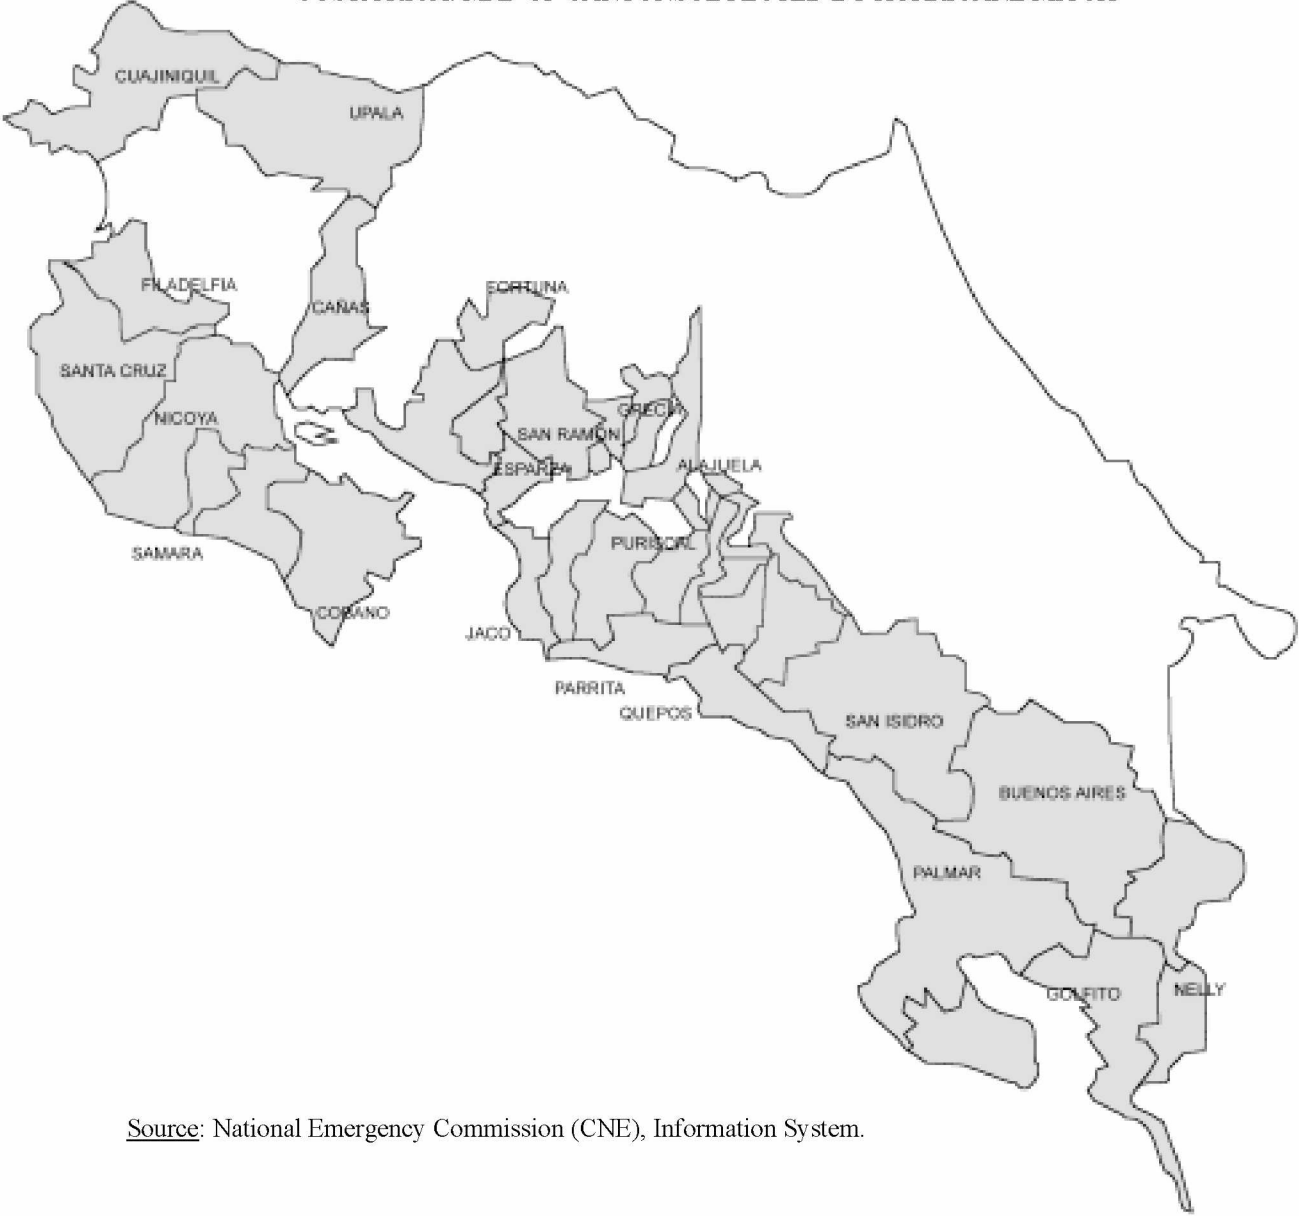 CUAJINIQUIL
UPALA
FILADELFIA
CAÑAS
FORTUNA
SANTA CRUZ
NICOYA
GRECIA
SAN RAMON
ESPARZA
ALAJUELA
SAMARA
PURISCAL
COBANO
JACO
PARRITA
QUEPOS
SAN ISIDRO
BUENOS AIRES
PALMAR
GOLFITO
NELLY
Source: National Emergency Commission (CNE), Information System.